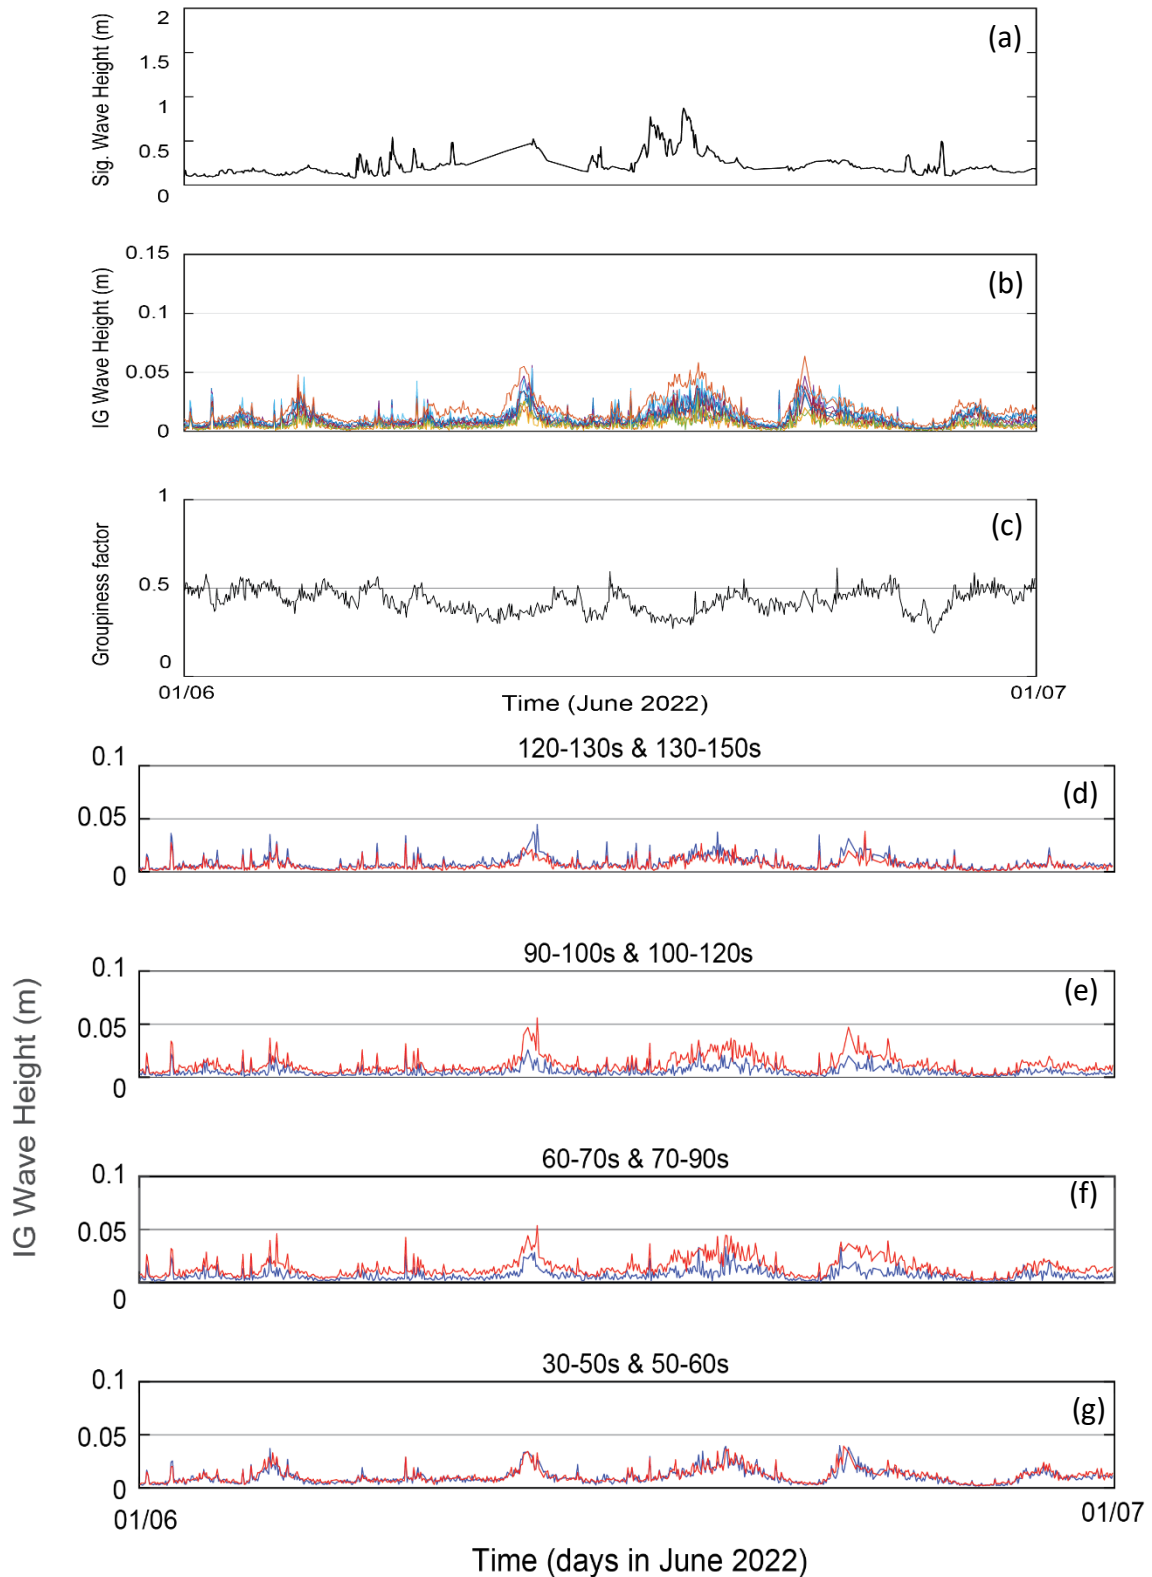 2
(a)
1.5
1
0.5
0
Sig. Wave Height (m)
0.15
(b)
0.1
0.05
0
IG Wave Height (m)
1
(c)
0.5
0
Groupiness factor
01/06
01/07
Time (June 2022)
120-130s & 130-150s
0.1
(d)
0.05
0
90-100s & 100-120s
0.1
(e)
0.05
0
IG Wave Height (m)
60-70s & 70-90s
0.1
(f)
0.05
0
30-50s & 50-60s
0.1
(g)
0.05
0
01/06
01/07
Time (days in June 2022)